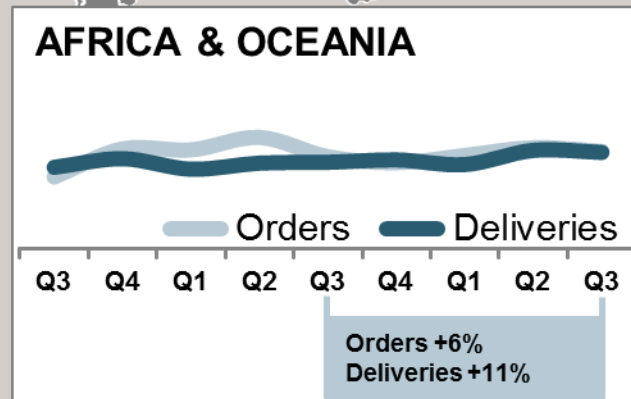 AFRICA & OCEANIA
Orders Deliveries
Q3 Q4 Q1 Q2 Q3 Q4 Q1 Q2 Q3
Orders +6%
Deliveries +11%